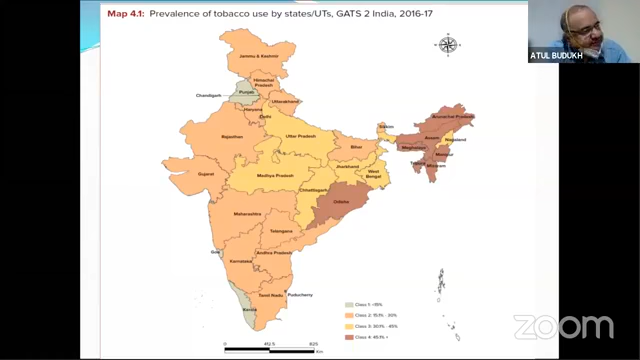 Map 4.1: Prevalence of tobacco use by states/UTs, GATS 2 India, 2016-17
ATUL BUDUKH
Jammu & Kashmir
Himachal
Pradesh
Punjab
Chandigarh
Uttarakhand
Haryana
Delhi
Rajasthan
Uttar Pradesh
Sikkim
Arunachal Pradesh
Assam
Nagaland
Meghalaya
Manipur
Tripura
Mizoram
Bihar
Jharkhand
West
Bengal
Gujarat
Madhya Pradesh
Chhattisgarh
Odisha
Maharashtra
Telangana
Goa
Karnataka
Andhra Pradesh
Tamil Nadu
Puducherry
Kerala
Class 1: <15%
Class 2: 15.1% - 30%
Class 3: 30.1% - 45%
Class 4: 45.1% +
0
412.5
825
Km
zoom